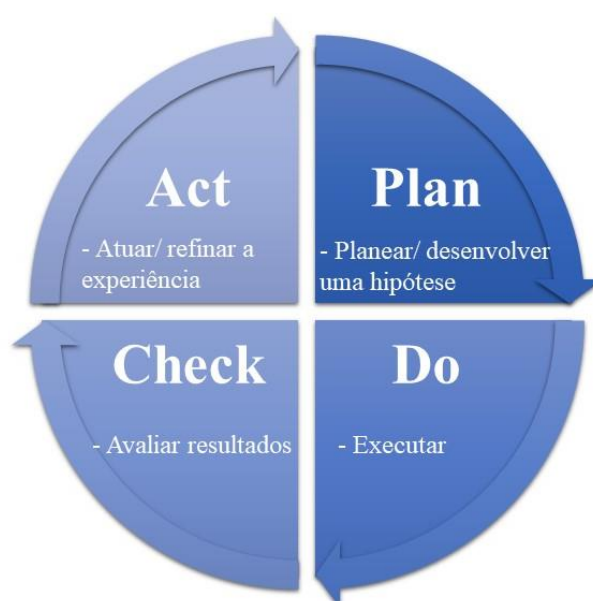 Act
- Atuar/ refinar a
experiência
Plan
- Planear/ desenvolver
uma hipótese
Check
- Avaliar resultados
Do
- Executar